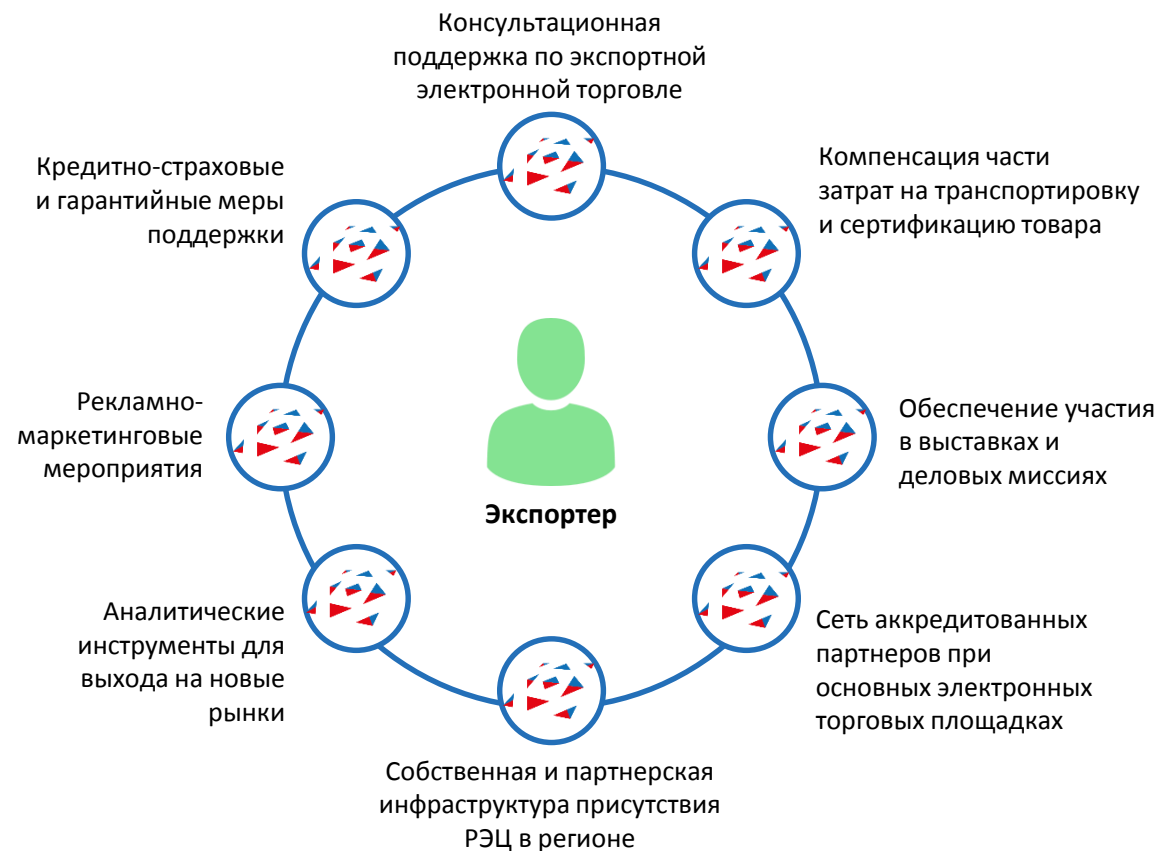 Консультационная
поддержка по экспортной
электронной торговле
Компенсация части
затрат на транспортировку
и сертификацию товара
Обеспечение участия
в выставках и
деловых миссиях
Сеть аккредитованных
партнеров при
основных электронных
торговых площадках
Собственная и партнерская
инфраструктура присутствия
РЭЦ в регионе
Аналитические
инструменты для
выхода на новые
рынки
Рекламно-
маркетинговые
мероприятия
Кредитно-страховые
и гарантийные меры
поддержки
Экспортер